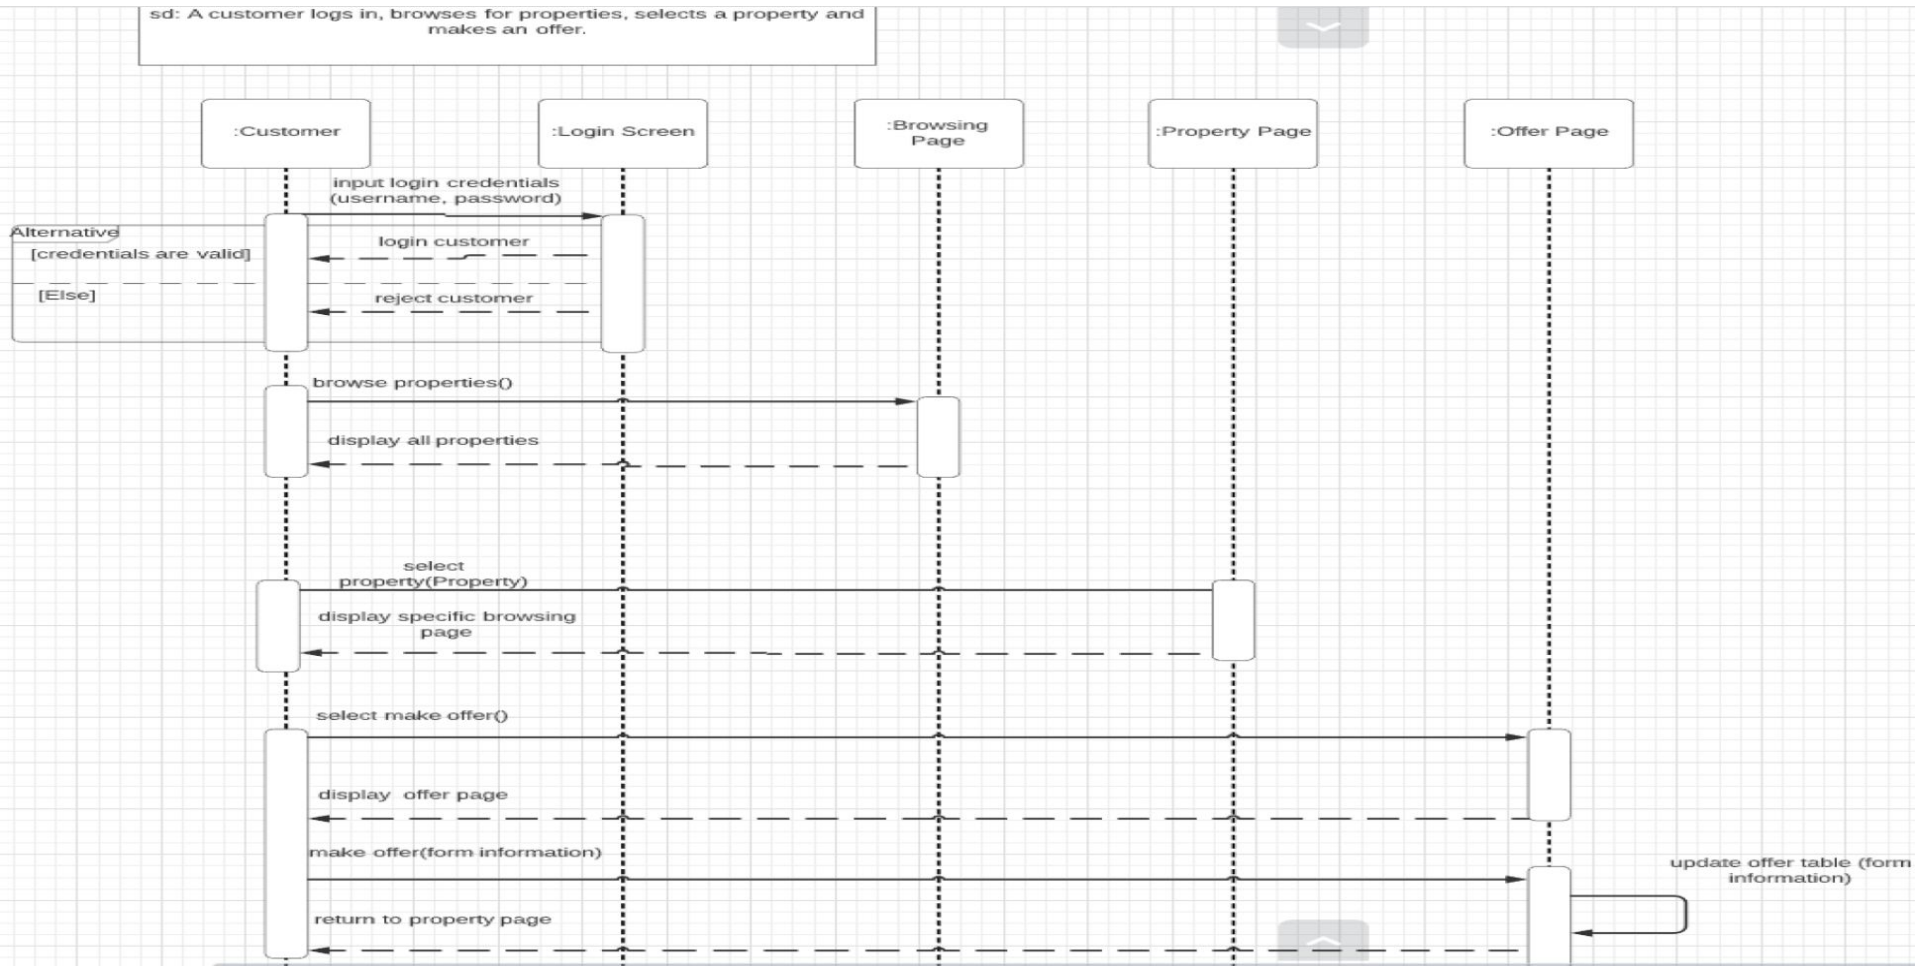 sd: A customer logs in, browses for properties, selects a property and
makes an offer.
:Customer
:Login Screen
:Browsing
Page
:Property Page
:Offer Page
input login credentials
(username, password)
Alternative
[credentials are valid]
login customer
[Else]
reject customer
browse properties()
display all properties
select
property(Property)
display specific browsing
page
select make offer()
display offer page
make offer(form information)
update offer table (form
information)
return to property page